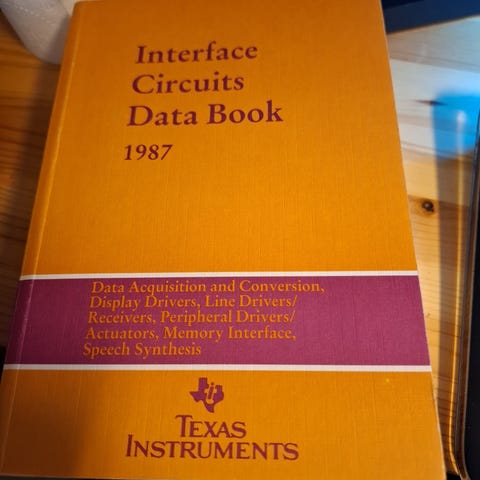 Interface
Circuits
Data Book
1987
Data Acquisition and Conversion,
Display Drivers, Line Drivers/
Receivers, Peripheral Drivers/
Actuators, Memory Interface,
Speech Synthesis
TEXAS
INSTRUMENTS